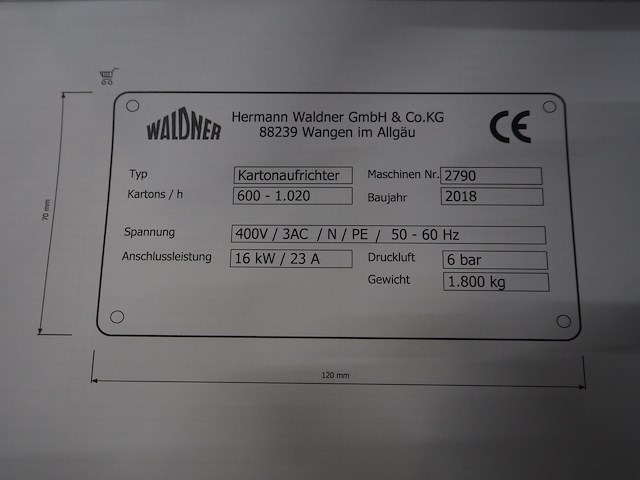 WALDNER
Hermann Waldner GmbH & Co.KG
88239 Wangen im Allgäu
CE
Typ Kartonaufrichter Maschinen Nr. 2790
Kartons / h 600 - 1.020 Baujahr 2018
Spannung 400V / 3AC / N / PE / 50 - 60 Hz
Anschlussleistung 16 kW / 23 A Druckluft 6 bar
Gewicht 1.800 kg
70 mm
120 mm